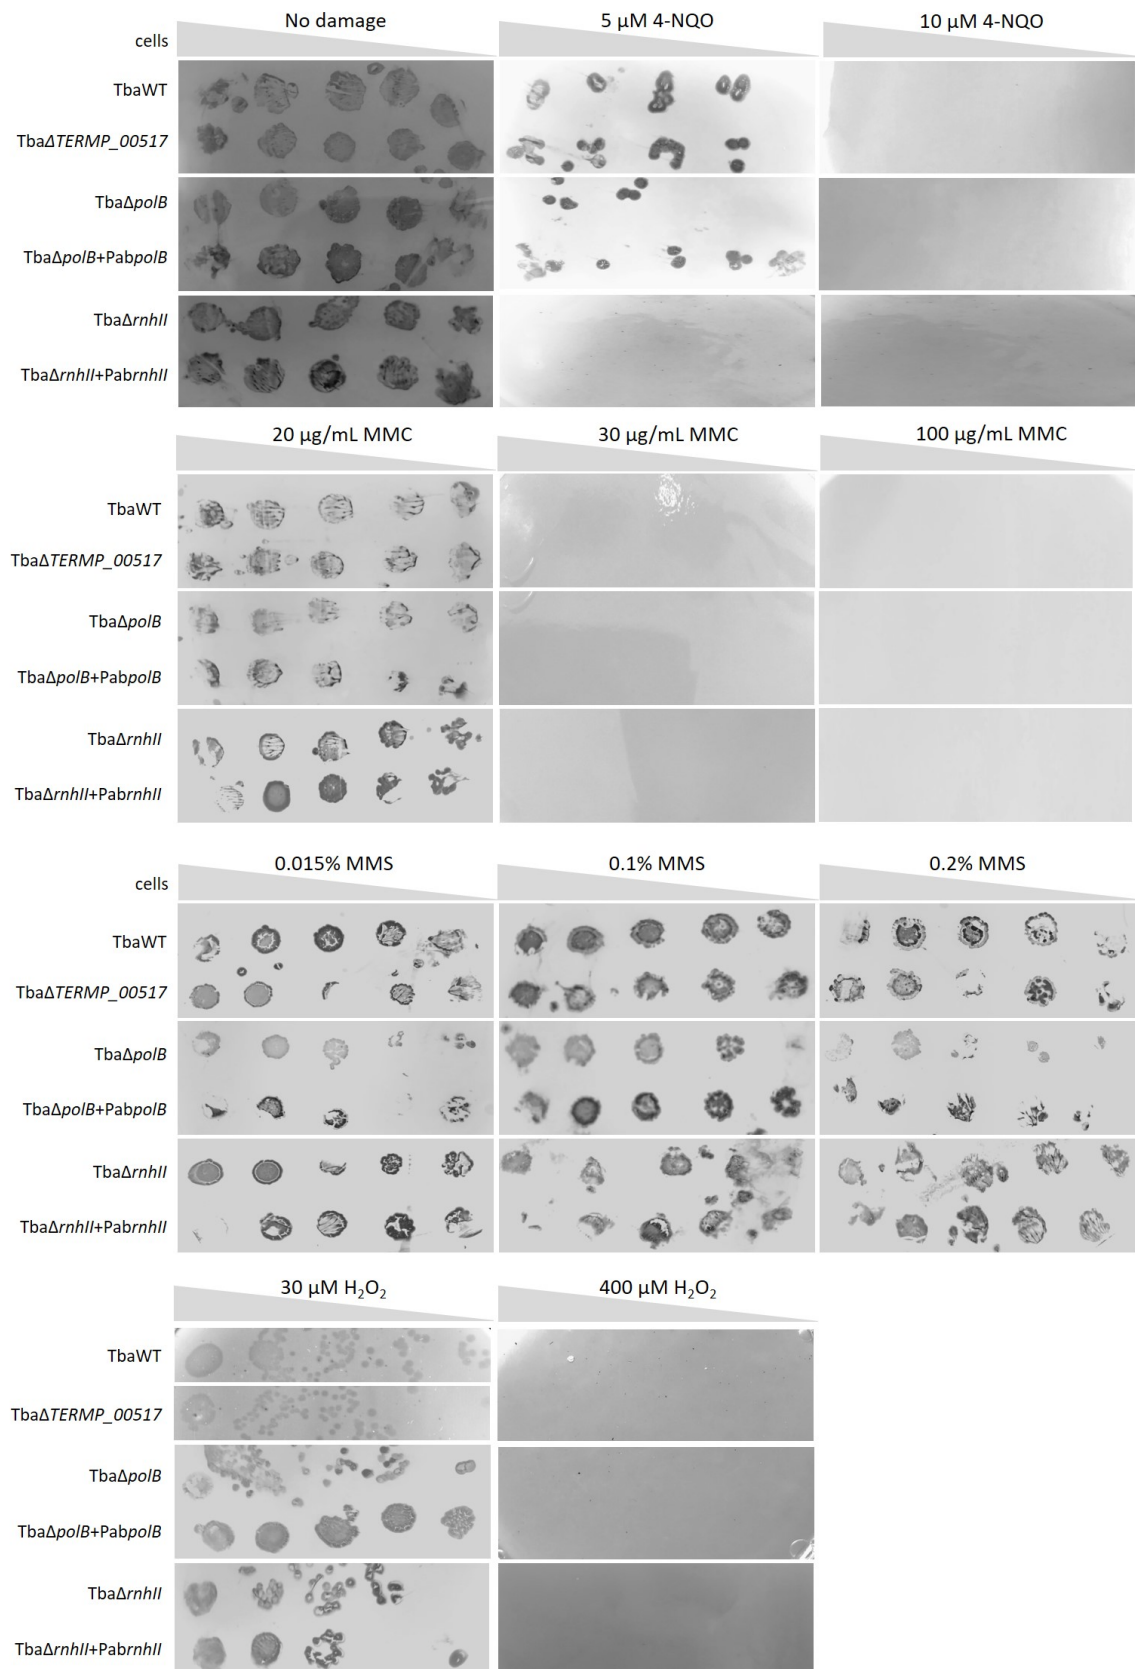 No damage 5 µM 4-NQO 10 µM 4-NQO
cells
TbaWT
TbaΔTERMP_00517
TbaΔpolB
TbaΔpolB+PabpolB
TbaΔrnhII
TbaΔrnhII+PabrnhII
20 µg/mL MMC 30 µg/mL MMC 100 µg/mL MMC
TbaWT
TbaΔTERMP_00517
TbaΔpolB
TbaΔpolB+PabpolB
TbaΔrnhII
TbaΔrnhII+PabrnhII
0.015% MMS 0.1% MMS 0.2% MMS
cells
TbaWT
TbaΔTERMP_00517
TbaΔpolB
TbaΔpolB+PabpolB
TbaΔrnhII
TbaΔrnhII+PabrnhII
30 µM H₂O₂ 400 µM H₂O₂
TbaWT
TbaΔTERMP_00517
TbaΔpolB
TbaΔpolB+PabpolB
TbaΔrnhII
TbaΔrnhII+PabrnhII